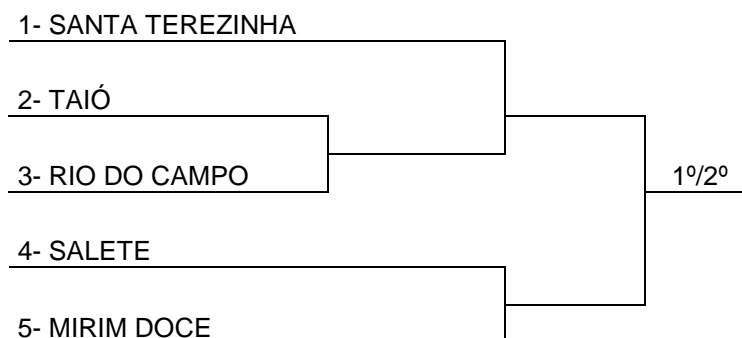 1- SANTA TEREZINHA
2- TAIÓ
3- RIO DO CAMPO
1º/2º
4- SALETE
5- MIRIM DOCE